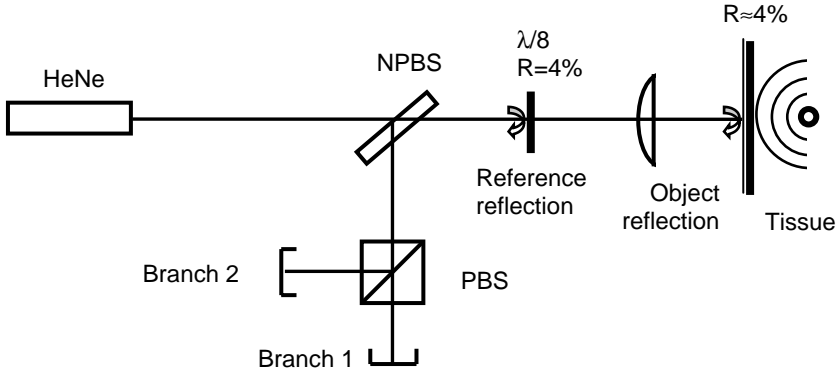 R≈4%
λ/8
R=4%
NPBS
HeNe
Reference
reflection
Object
reflection
Tissue
Branch 2
PBS
Branch 1